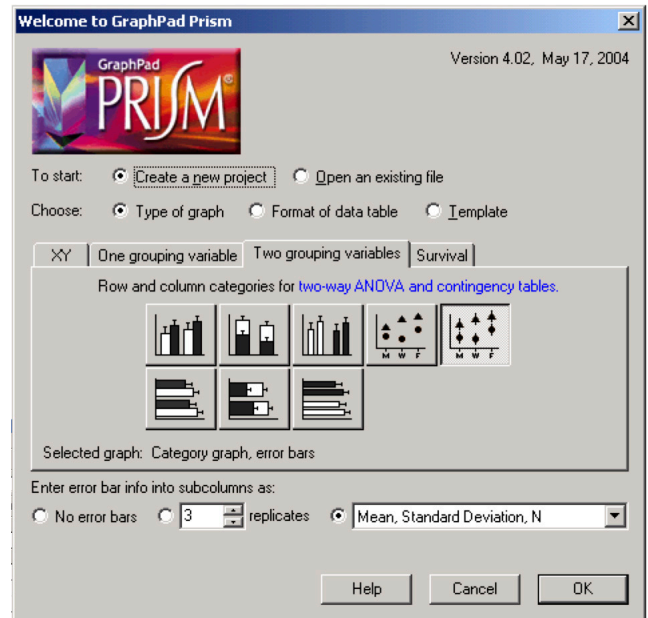 Welcome to GraphPad Prism
GraphPad
PRISM®
Version 4.02, May 17, 2004
To start: Create a new project Open an existing file
Choose: Type of graph Format of data table Template
XY One grouping variable Two grouping variables Survival
Row and column categories for two-way ANOVA and contingency tables.
M W F M W F
Selected graph: Category graph, error bars
Enter error bar info into subcolumns as:
No error bars 3 replicates Mean, Standard Deviation, N
Help Cancel OK